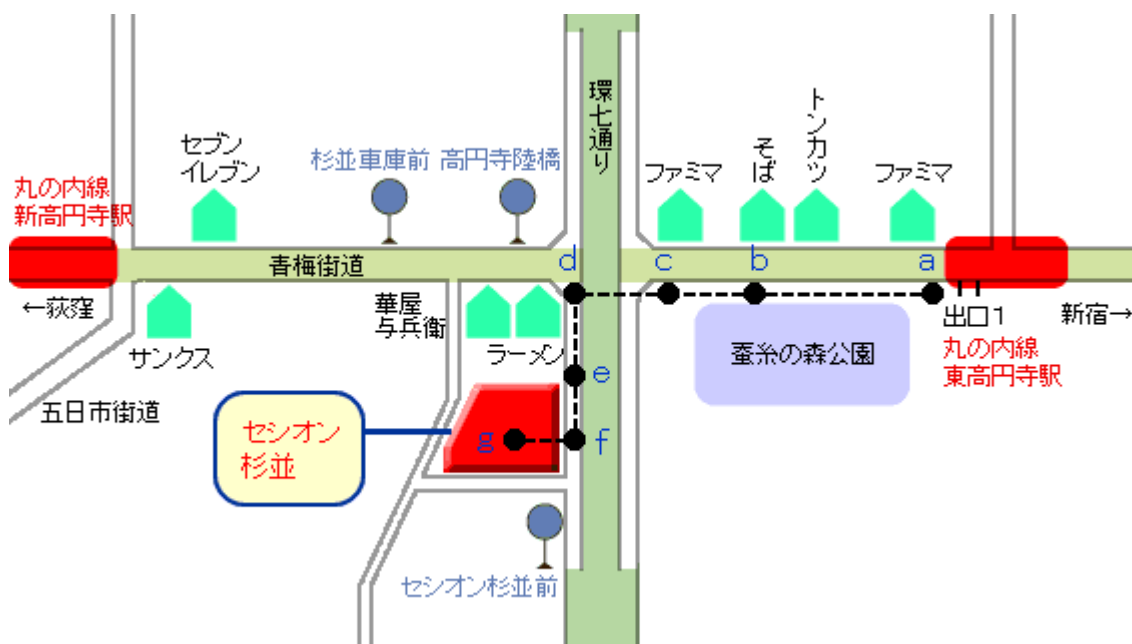 環七通り
トンカツ
そば
セブン
イレブン
杉並車庫前
高円寺陸橋
ファミマ
ファミマ
丸の内線
新高円寺駅
青梅街道
d
c
b
a
←荻窪
サンクス
華屋
与兵衛
ラーメン
出口1
新宿→
蚕糸の森公園
丸の内線
東高円寺駅
e
五日市街道
セシオン
杉並
g
f
セシオン杉並前